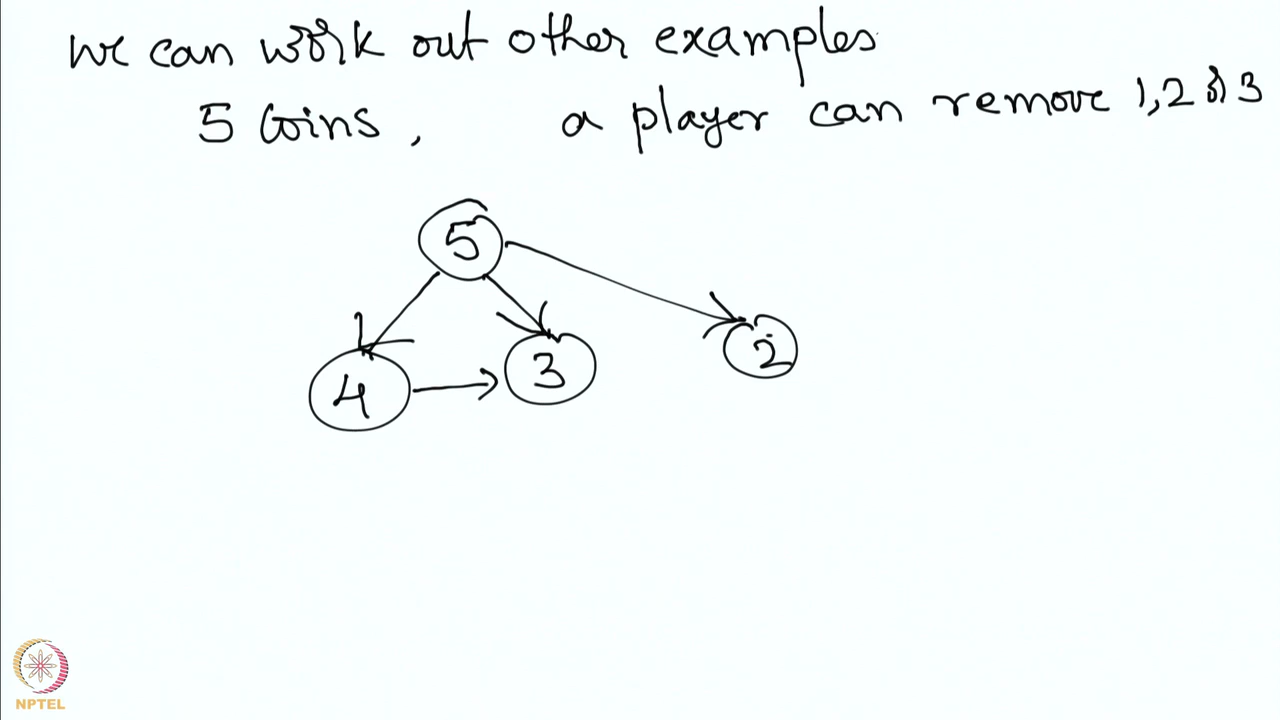 we can work out other examples
5 Coins, a player can remove 1,2 or 3
5
4 3 2
NPTEL